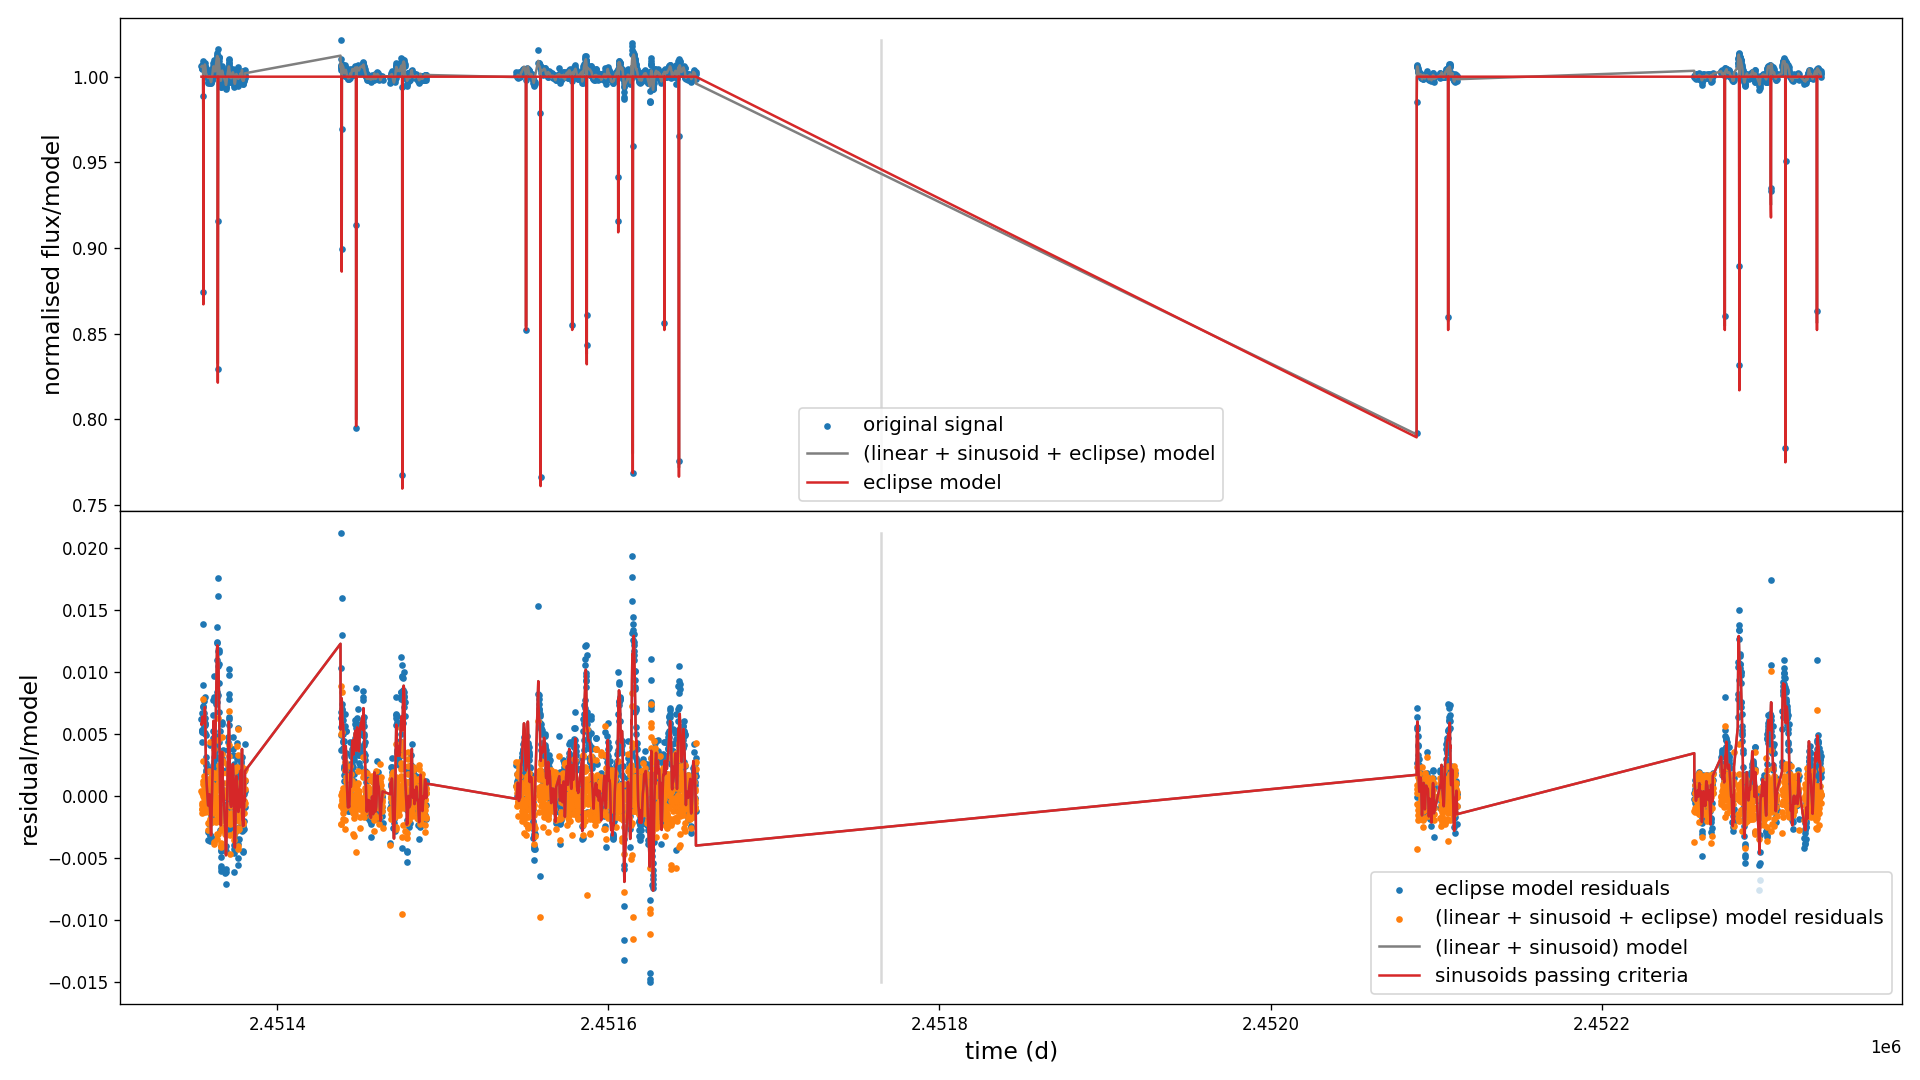 normalised flux/model
1.00
0.95
0.90
0.85
0.80
0.75
original signal
(linear + sinusoid + eclipse) model
eclipse model
residual/model
0.020
0.015
0.010
0.005
0.000
−0.005
−0.010
−0.015
eclipse model residuals
(linear + sinusoid + eclipse) model residuals
(linear + sinusoid) model
sinusoids passing criteria
2.4514 2.4516 2.4518 2.4520 2.4522
time (d)
1e6